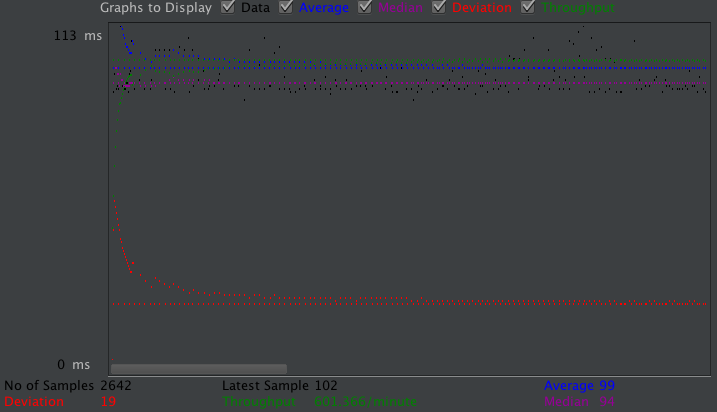 Graphs to Display Data Average Median Deviation Throughput
113 ms
0 ms
No of Samples 2642 Latest Sample 102 Average 99
Deviation 19 Throughput 601.366/minute Median 94